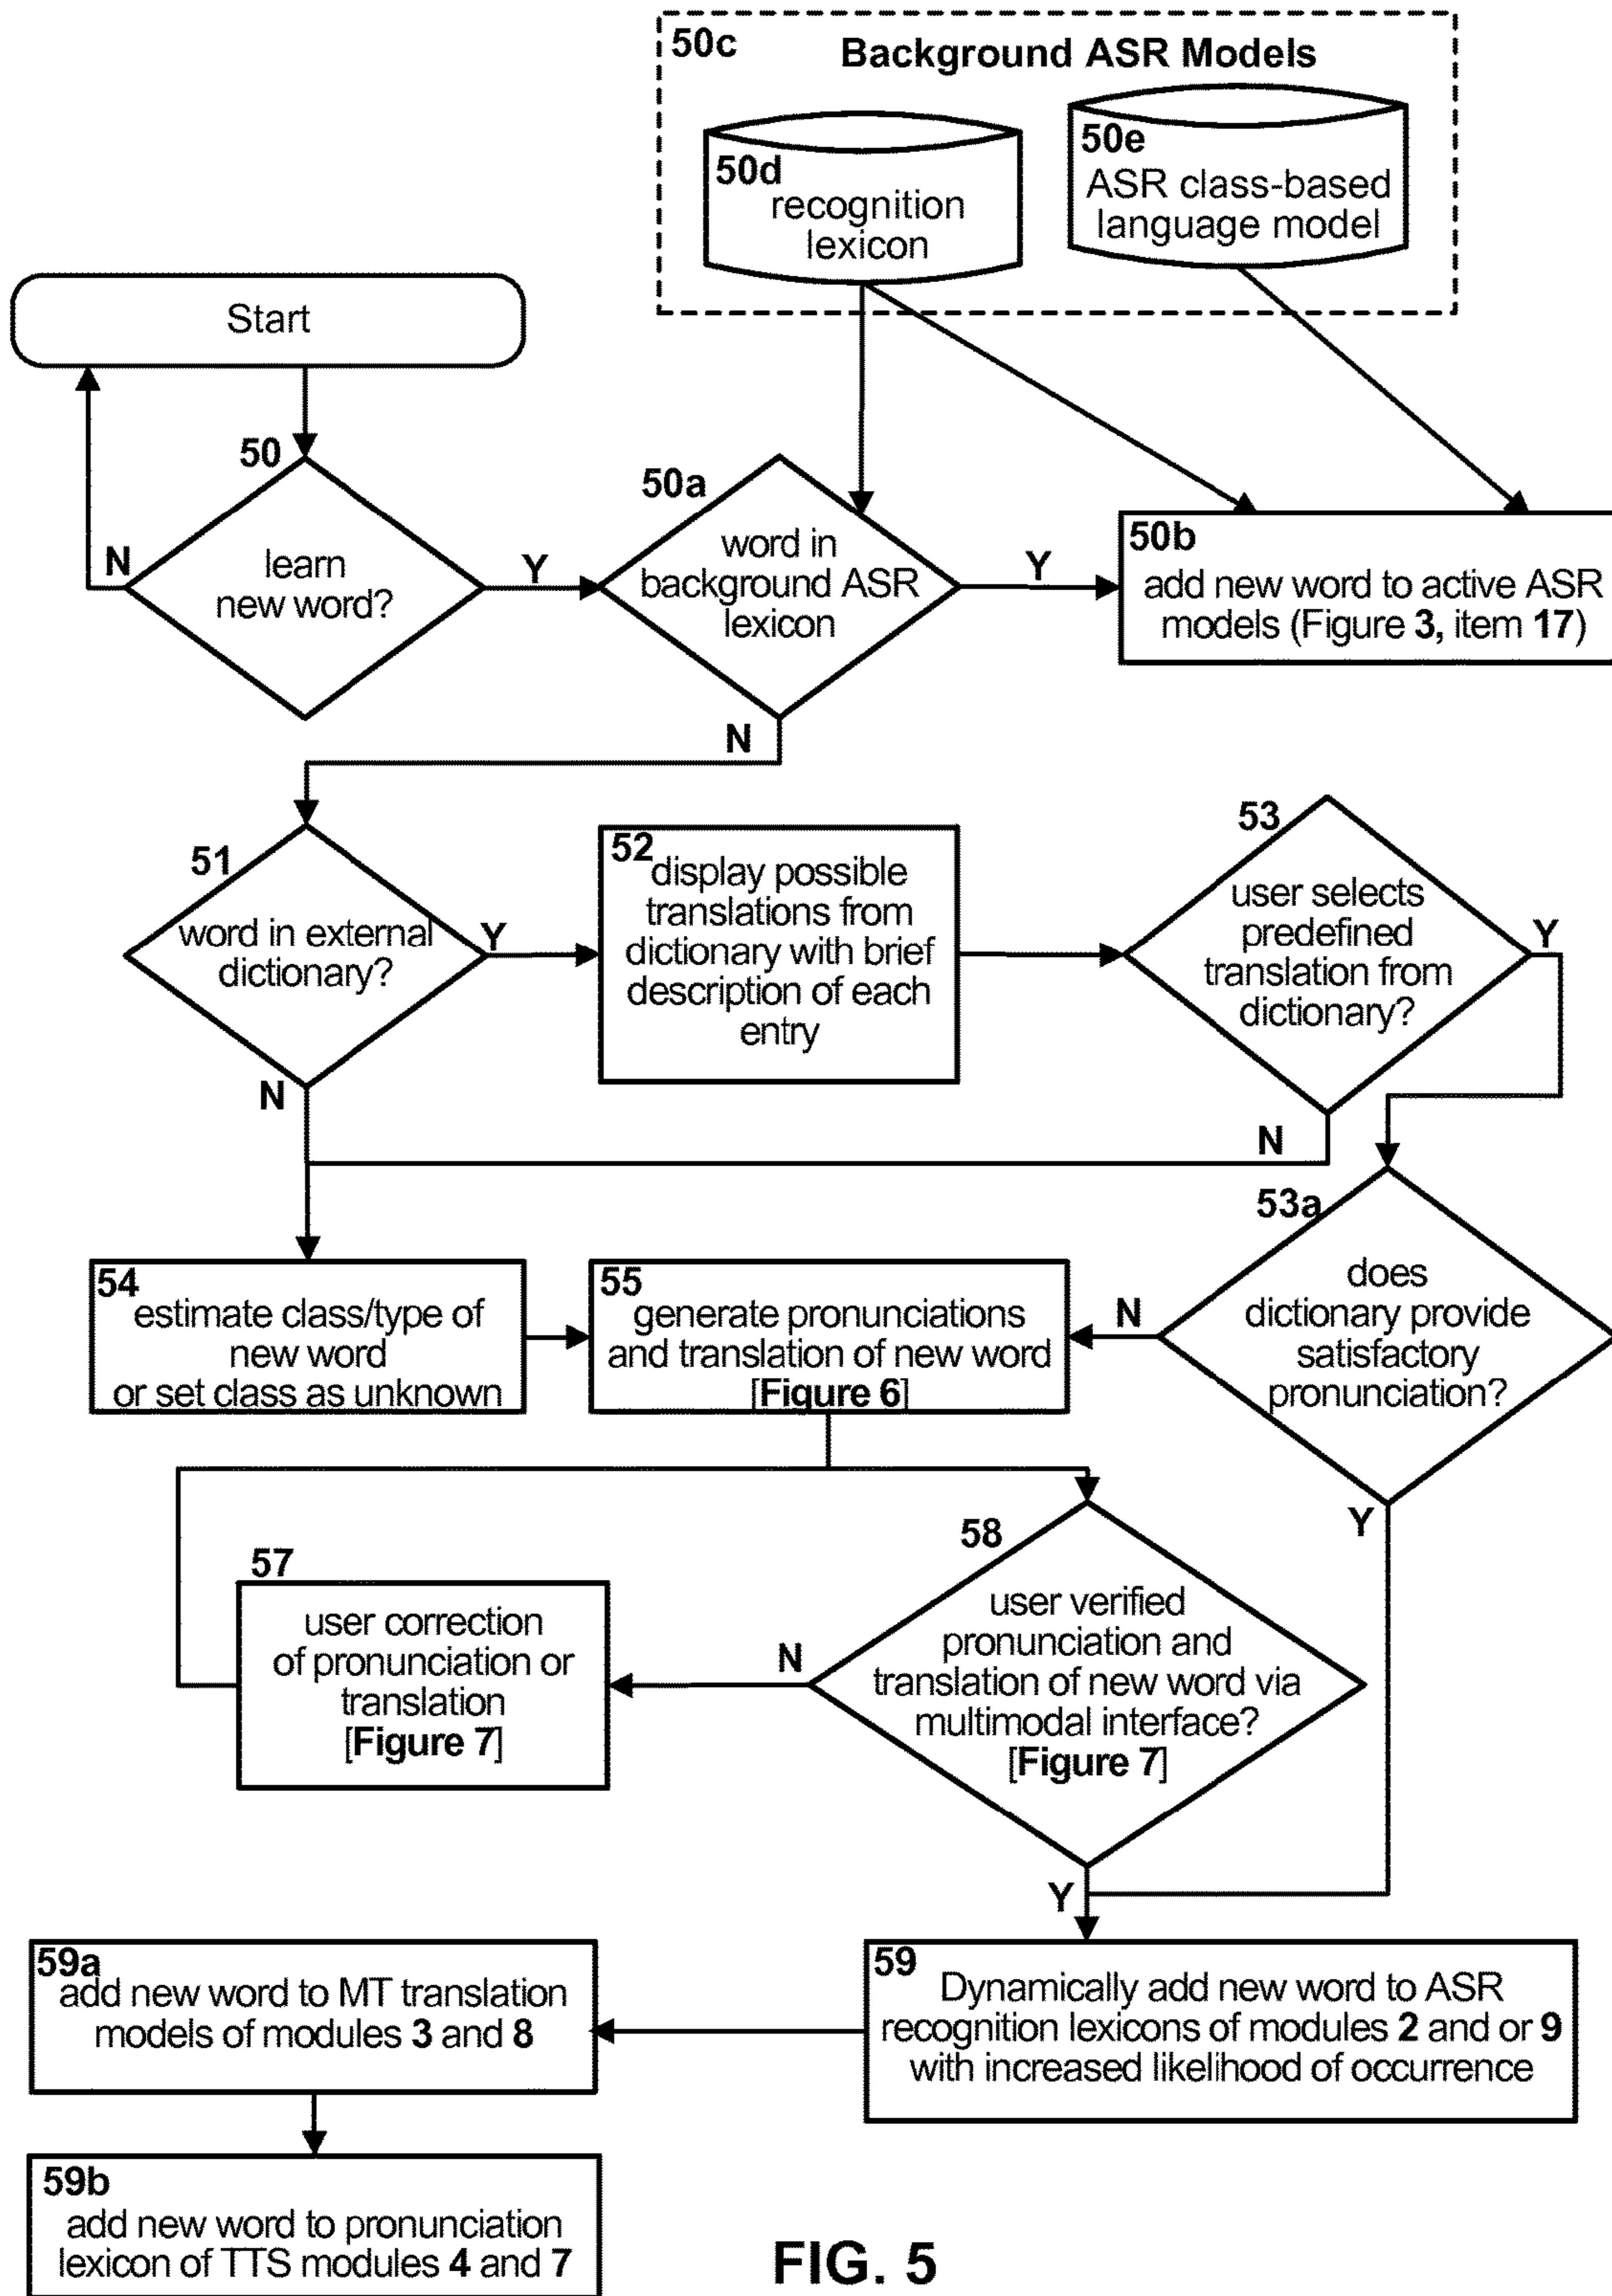 50c
Background ASR Models
50d
recognition
lexicon
50e
ASR class-based
language model
Start
50
learn
new word?
N
Y
50a
word in
background ASR
lexicon
Y
N
50b
add new word to active ASR
models (Figure 3, item 17)
51
word in external
dictionary?
Y
N
52
display possible
translations from
dictionary with brief
description of each
entry
53
user selects
predefined
translation from
dictionary?
Y
N
53a
does
dictionary provide
satisfactory
pronunciation?
N
Y
54
estimate class/type of
new word
or set class as unknown
55
generate pronunciations
and translation of new word
[Figure 6]
57
user correction
of pronunciation or
translation
[Figure 7]
58
user verified
pronunciation and
translation of new word via
multimodal interface?
[Figure 7]
N
Y
59
Dynamically add new word to ASR
recognition lexicons of modules 2 and or 9
with increased likelihood of occurrence
59a
add new word to MT translation
models of modules 3 and 8
59b
add new word to pronunciation
lexicon of TTS modules 4 and 7
FIG. 5